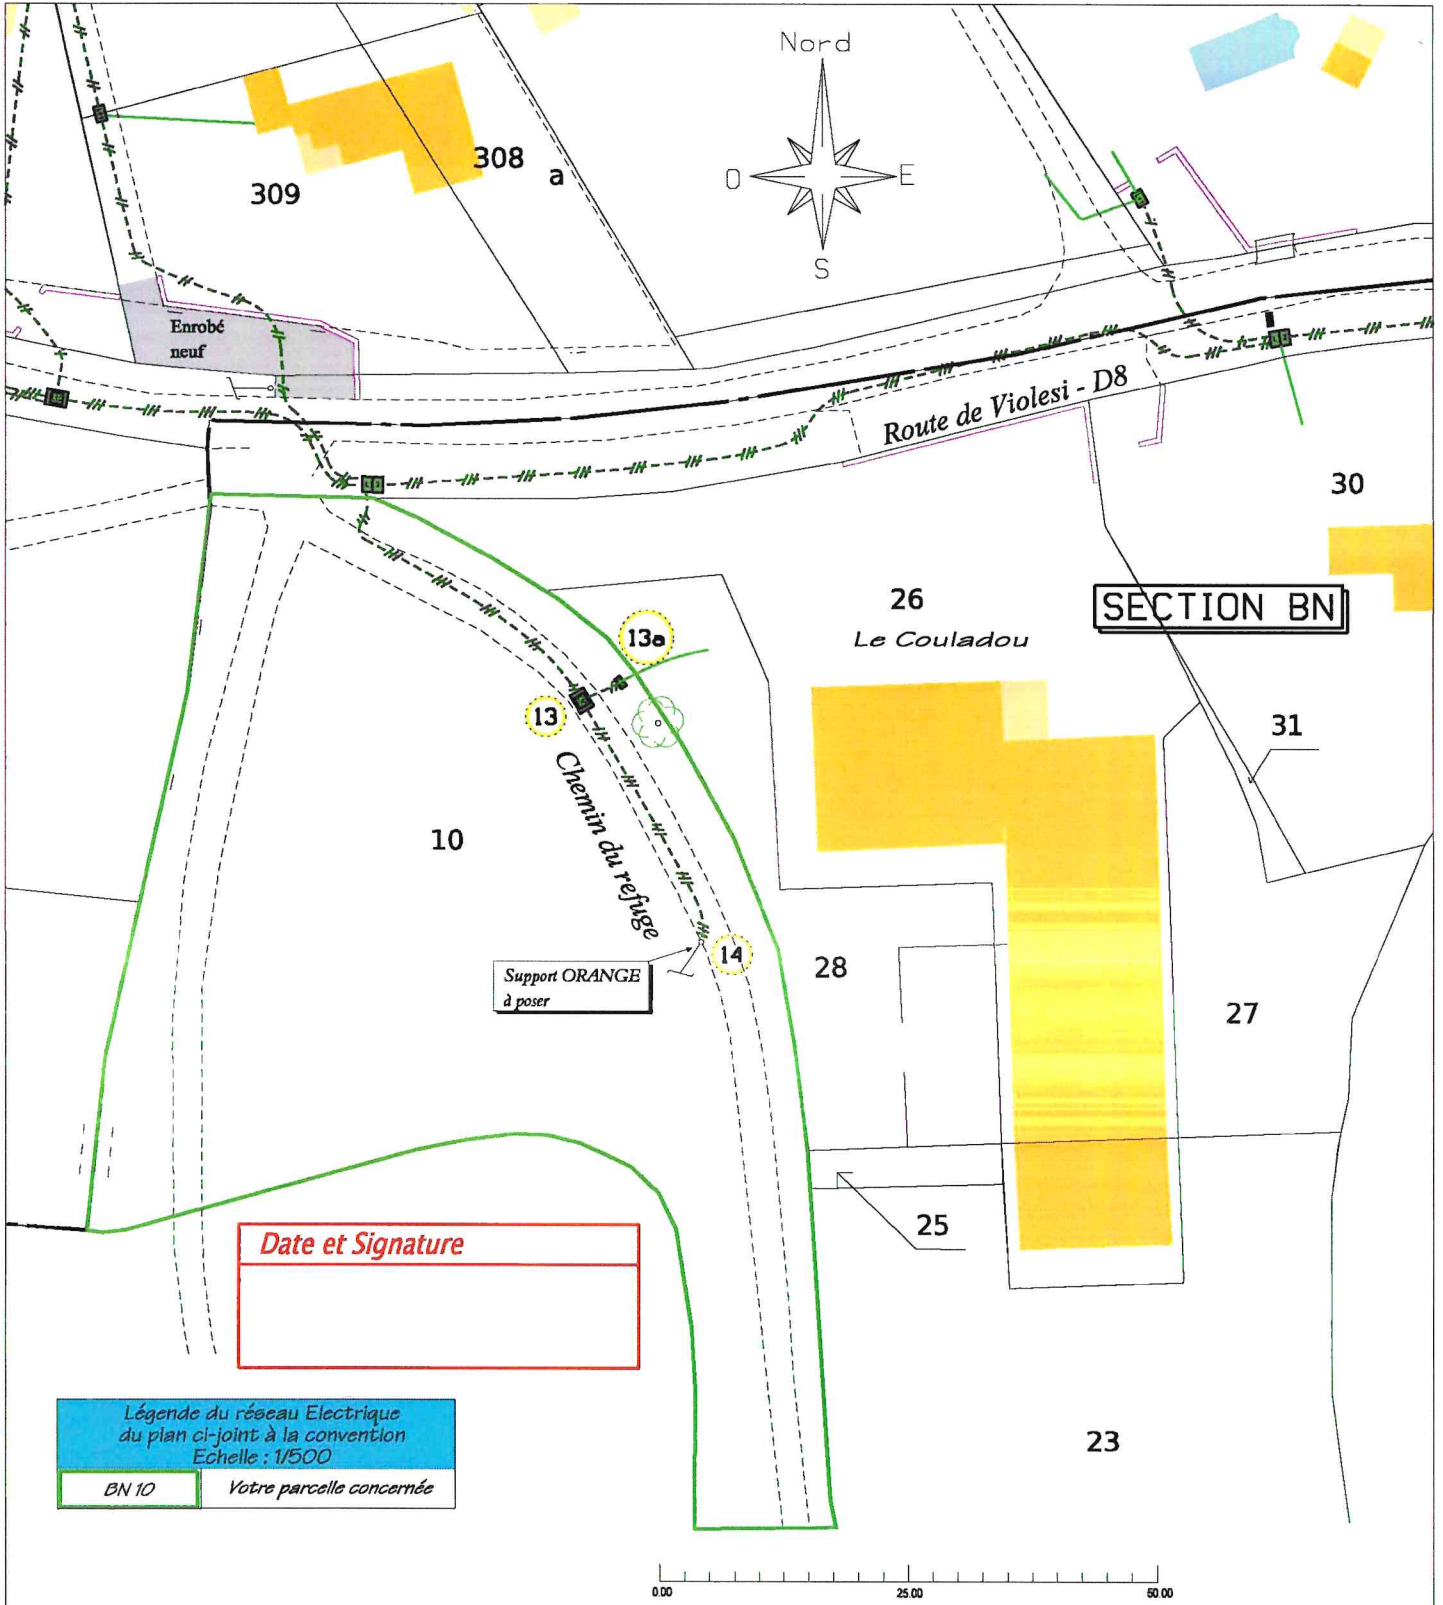 Nord
O
E
S
308
a
309
Enrobé
neuf
Route de Violesi - D8
30
26
Le Couladou
SECTION BN
13a
13
31
Chemin du refuge
10
14
Support ORANGE
à poser
28
27
25
Date et Signature
Légende du réseau Electrique
du plan ci-joint à la convention
Echelle : 1/500
BN 10
Votre parcelle concernée
23
0.00
25.00
50.00